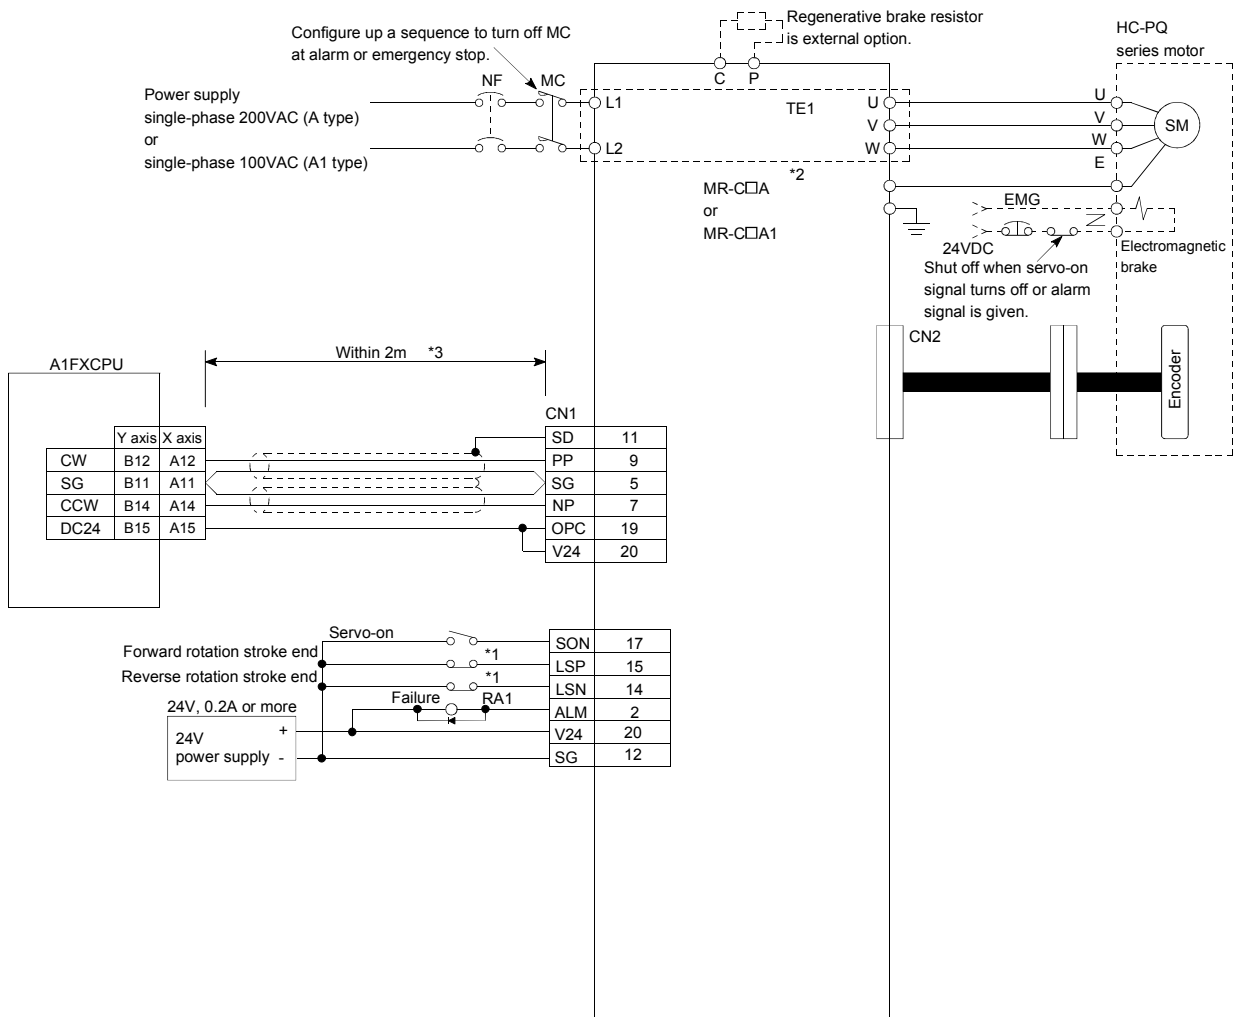 Configure up a sequence to turn off MC
at alarm or emergency stop.
Regenerative brake resistor
is external option.
HC-PQ
series motor
NF
MC
C
P
Power supply
single-phase 200VAC (A type)
or
single-phase 100VAC (A1 type)
L1
L2
TE1
U
V
W
U
V
W
E
SM
*2
MR-C□A
or
MR-C□A1
EMG
24VDC
Electromagnetic
brake
Shut off when servo-on
signal turns off or alarm
signal is given.
CN2
Encoder
Within 2m *3
A1FXCPU
CN1
Y axis X axis
SD 11
CW B12 A12 PP 9
SG B11 A11 SG 5
CCW B14 A14 NP 7
DC24 B15 A15 OPC 19
V24 20
Servo-on SON 17
Forward rotation stroke end *1 LSP 15
Reverse rotation stroke end *1 LSN 14
Failure RA1 ALM 2
24V, 0.2A or more
24V
power supply
+
-
V24 20
SG 12